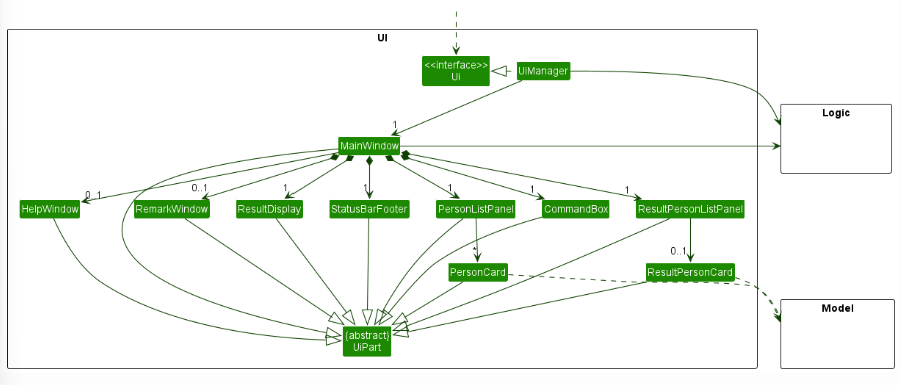 UI
<<interface>>
Ui
UiManager
Logic
1
MainWindow
0..1
0..1
1
1
1
1
1
HelpWindow
RemarkWindow
ResultDisplay
StatusBarFooter
PersonListPanel
CommandBox
ResultPersonListPanel
*
0..1
PersonCard
ResultPersonCard
Model
{abstract}
UiPart